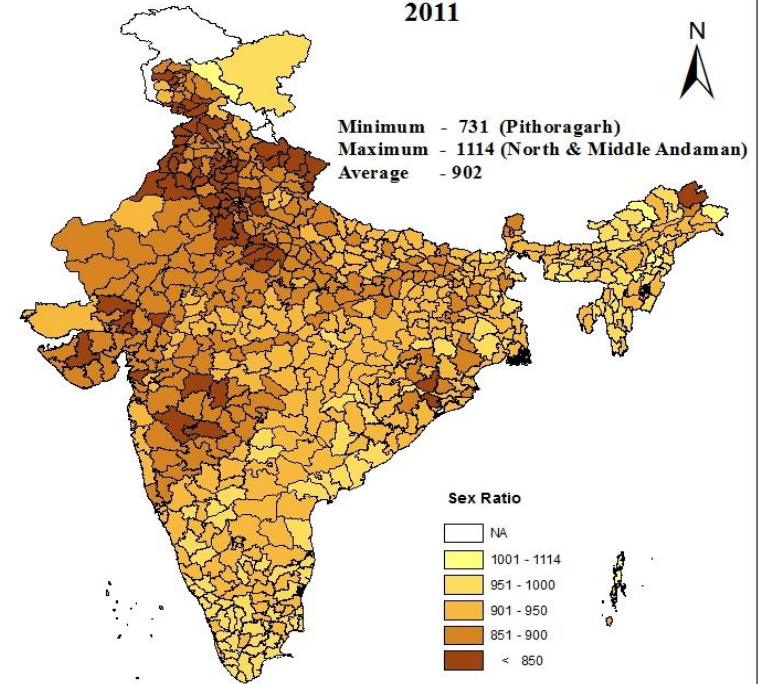 2011
N
Minimum - 731 (Pithoragarh)
Maximum - 1114 (North & Middle Andaman)
Average - 902
Sex Ratio
NA
1001 - 1114
951 - 1000
901 - 950
851 - 900
< 850